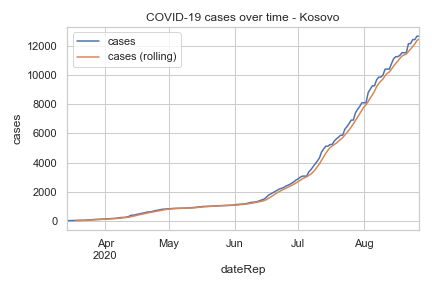 COVID-19 cases over time - Kosovo
cases
cases (rolling)
12000
10000
8000
6000
4000
2000
0
cases
Apr
2020
May
Jun
Jul
Aug
dateRep